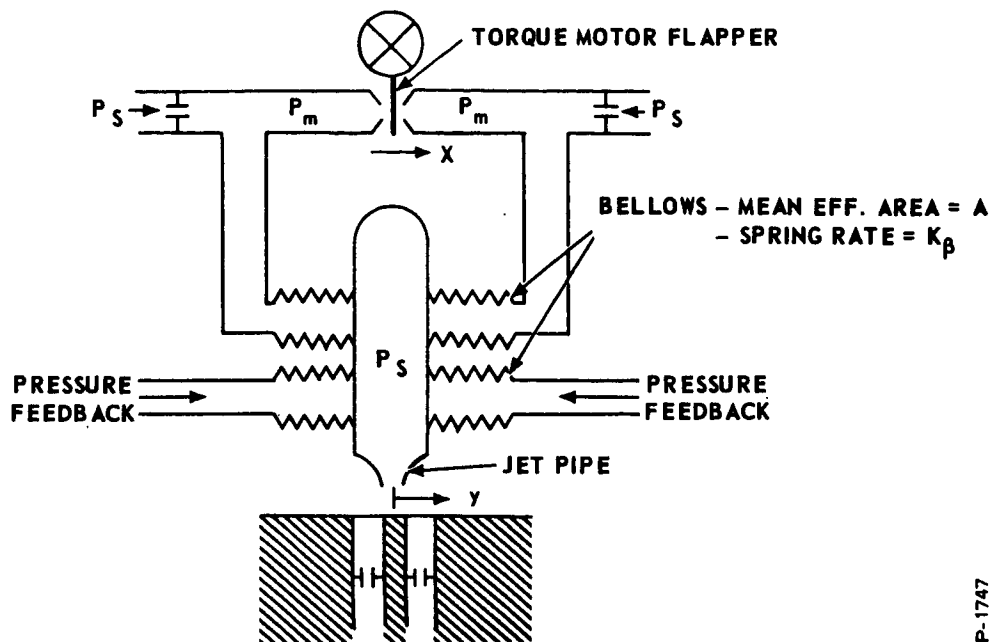 TORQUE MOTOR FLAPPER
P_S
P_m
P_m
P_S
X
BELLOWS – MEAN EFF. AREA = A
– SPRING RATE = K_β
P_S
PRESSURE
FEEDBACK
PRESSURE
FEEDBACK
JET PIPE
y
P-1747